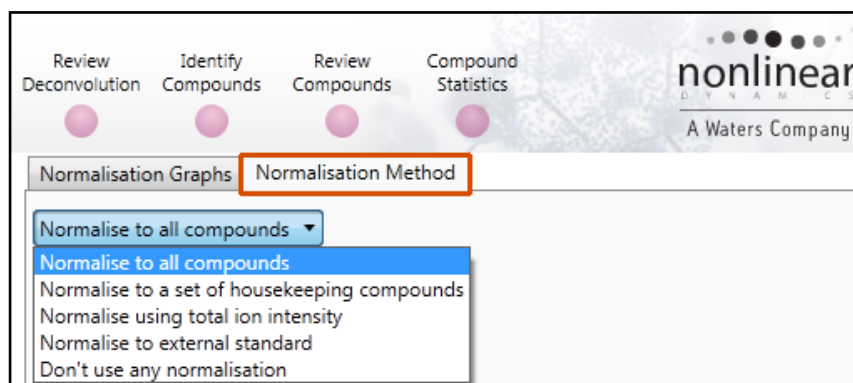 Review Deconvolution
Identify Compounds
Review Compounds
Compound Statistics
nonlinear
DYNAMICS
A Waters Company
Normalisation Graphs
Normalisation Method
Normalise to all compounds
Normalise to all compounds
Normalise to a set of housekeeping compounds
Normalise using total ion intensity
Normalise to external standard
Don't use any normalisation